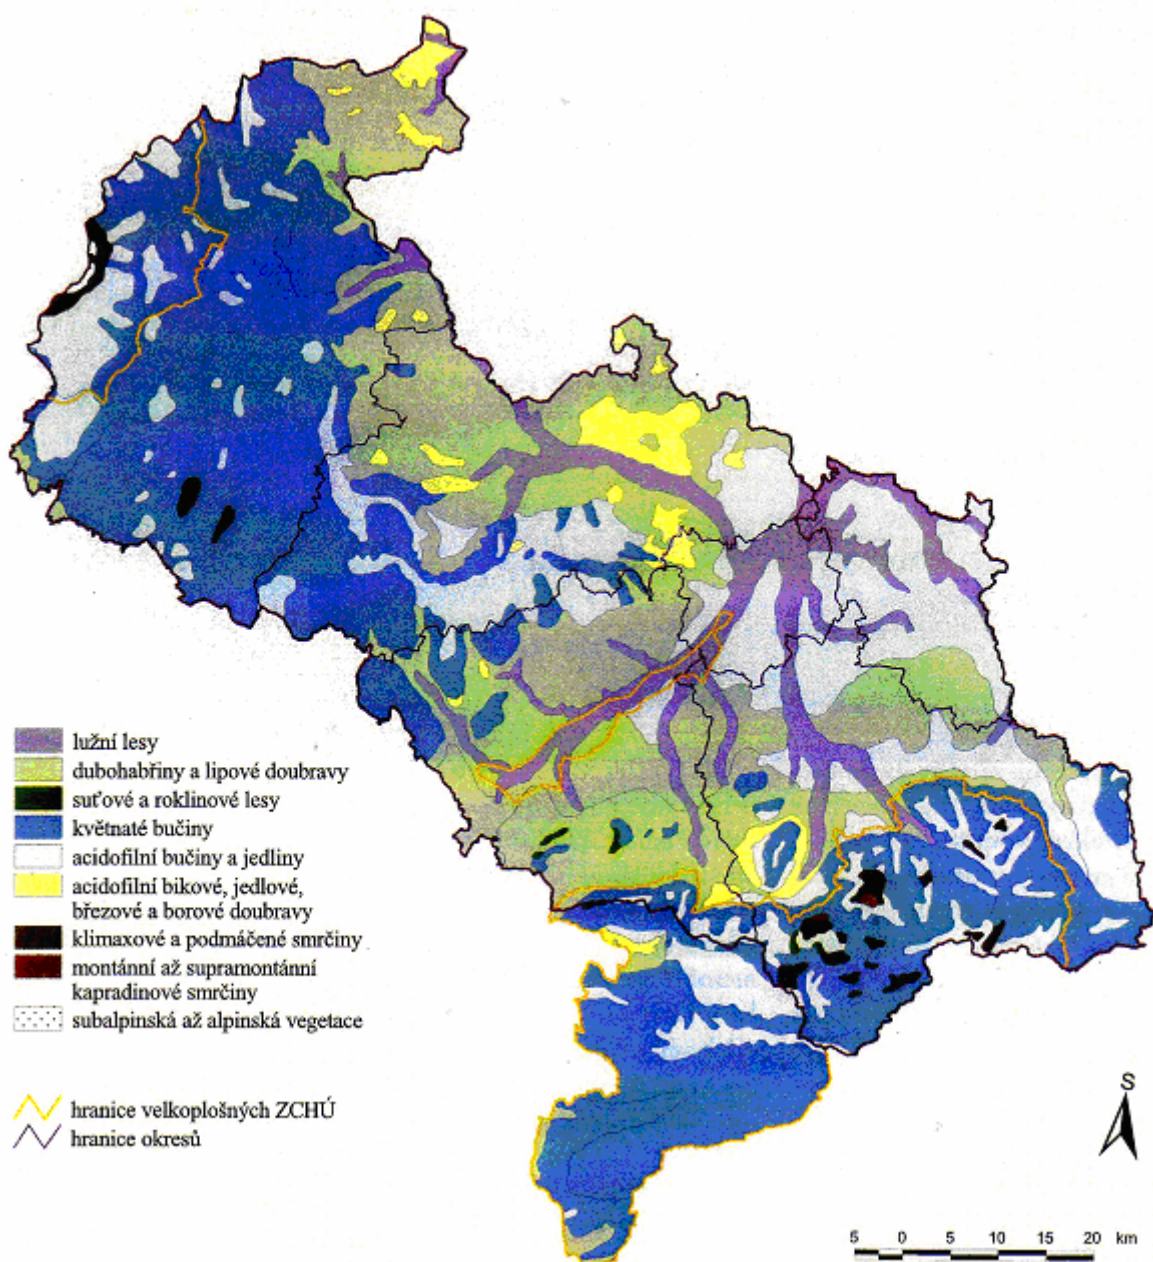 lužní lesy
dubohabřiny a lipové doubravy
suťové a roklinové lesy
květnaté bučiny
acidofilní bučiny a jedliny
acidofilní bikové, jedlové,
březové a borové doubravy
klimaxové a podmáčené smrčiny
montánní až supramontánní
kapradinové smrčiny
subalpinská až alpinská vegetace
hranice velkoplošných ZCHÚ
hranice okresů
S
5 0 5 10 15 20 km